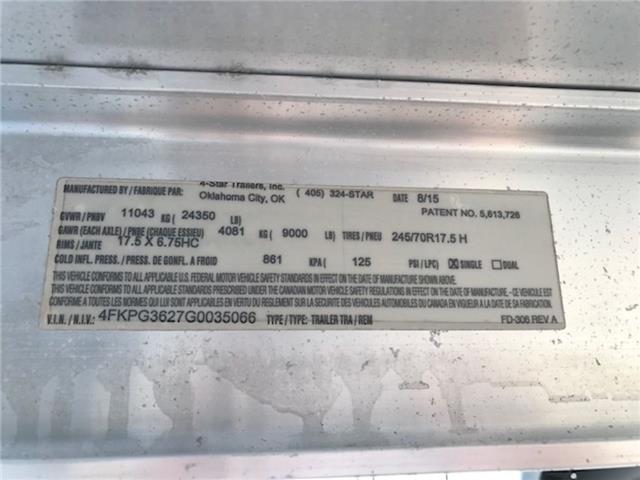 MANUFACTURED BY / FABRIQUE PAR: 4-Star Trailers, Inc. Oklahoma City, OK ( 405) 324-STAR DATE 8/15
PATENT NO. 5,613,726
GVWR / PNBV 11043 KG ( 24350 LB)
GAWR (EACH AXLE) / PNBE (CHAQUE ESSIEU) 4081 KG ( 9000 LB) TIRES / PNEU 245/70R17.5 H
RIMS / JANTE 17.5 X 6.75HC
COLD INFL. PRESS. / PRESS. DE GONFL. A FROID 861 KPA ( 125 PSI / LPC) ☒ SINGLE ☐ DUAL
THIS VEHICLE CONFORMS TO ALL APPLICABLE U.S. FEDERAL MOTOR VEHICLE SAFETY STANDARDS IN EFFECT ON THE DATE OF MANUFACTURE SHOWN ABOVE.
THIS VEHICLE CONFORMS TO ALL APPLICABLE STANDARDS PRESCRIBED UNDER THE CANADIAN MOTOR VEHICLE SAFETY REGULATIONS IN EFFECT ON THE DATE OF MANUFACTURE - CE VEHICULE EST
CONFORME A TOUTES LES NORMES QUI LUI SONT APPLICABLES EN VERTU DU REGLEMENT SUR LA SECURITE DES VEHICULES AUTOMOBILES DU CANADA EN VIGUEUR A LA DATE DE SA FABRICATION.
V.I.N. / N.I.V.: 4FKPG3627G0035066 TYPE / TYPE: TRAILER TRA / REM FD-306 REV A